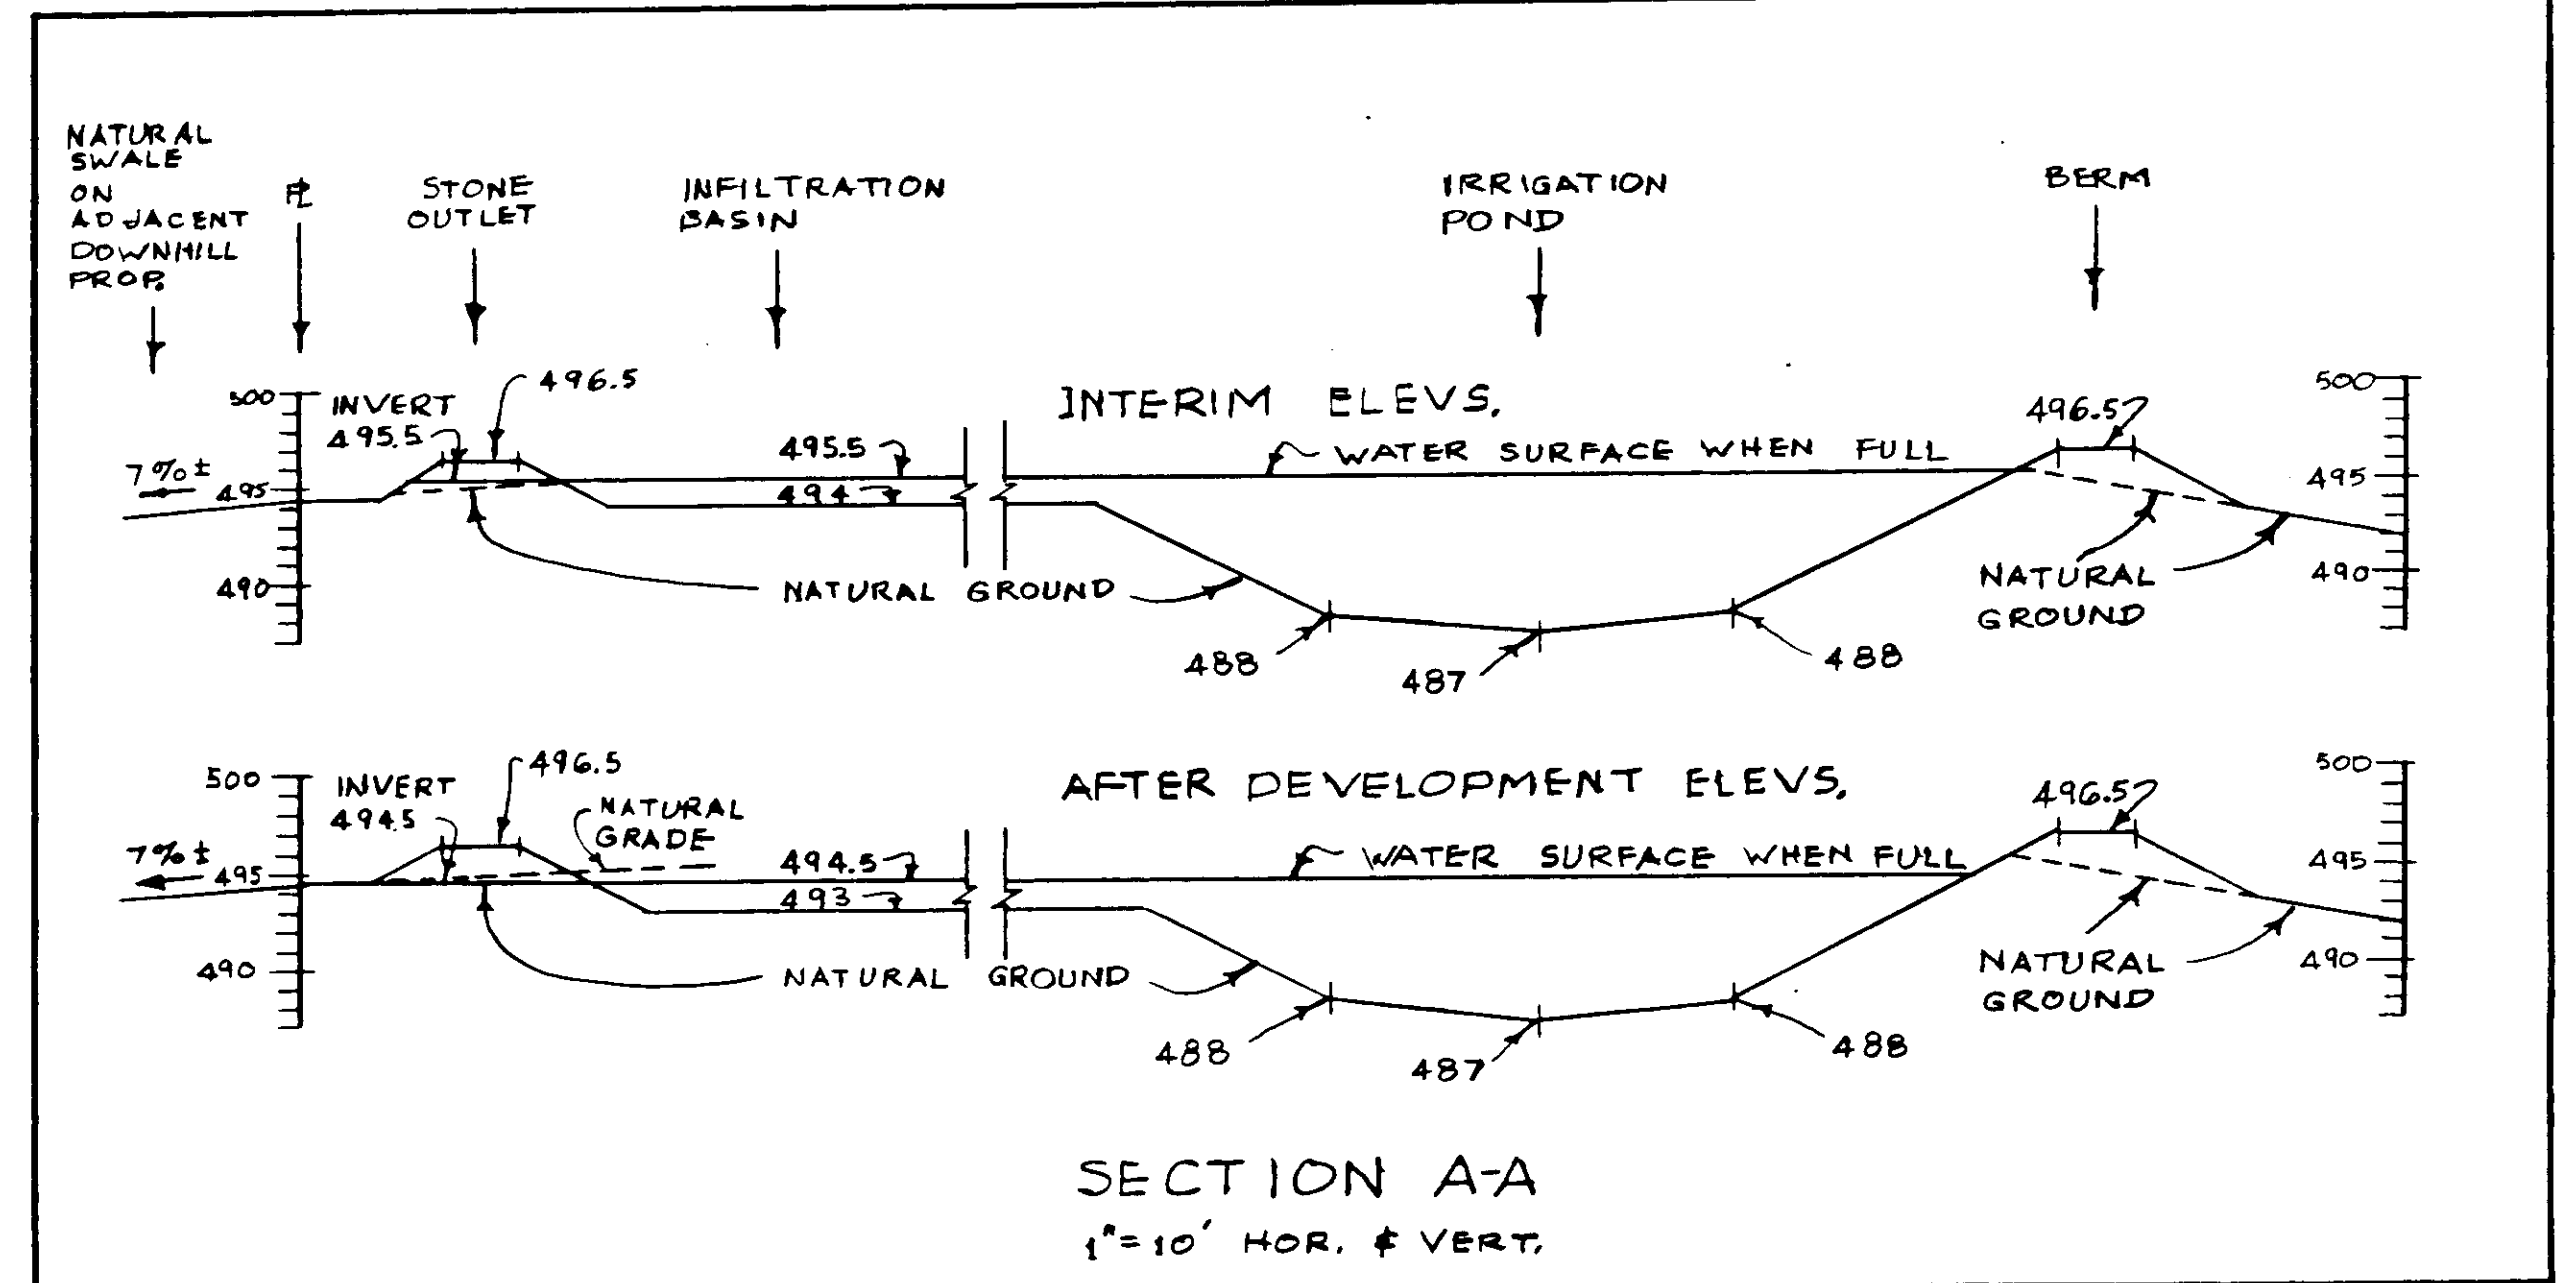 NATURAL
SWALE
ON
ADJACENT
DOWNHILL
PROP.
PL
STONE
OUTLET
INFILTRATION
BASIN
IRRIGATION
POND
BERM
INTERIM ELEVS.
500
INVERT
495.5
496.5
7%±
495
490
495.5
494
WATER SURFACE WHEN FULL
496.5
500
495
490
NATURAL GROUND
NATURAL
GROUND
488
487
488
AFTER DEVELOPMENT ELEVS.
500
INVERT
494.5
496.5
NATURAL
GRADE
7%±
495
490
494.5
493
WATER SURFACE WHEN FULL
496.5
500
495
490
NATURAL GROUND
NATURAL
GROUND
488
487
488
SECTION A-A
1"=10' HOR. & VERT.